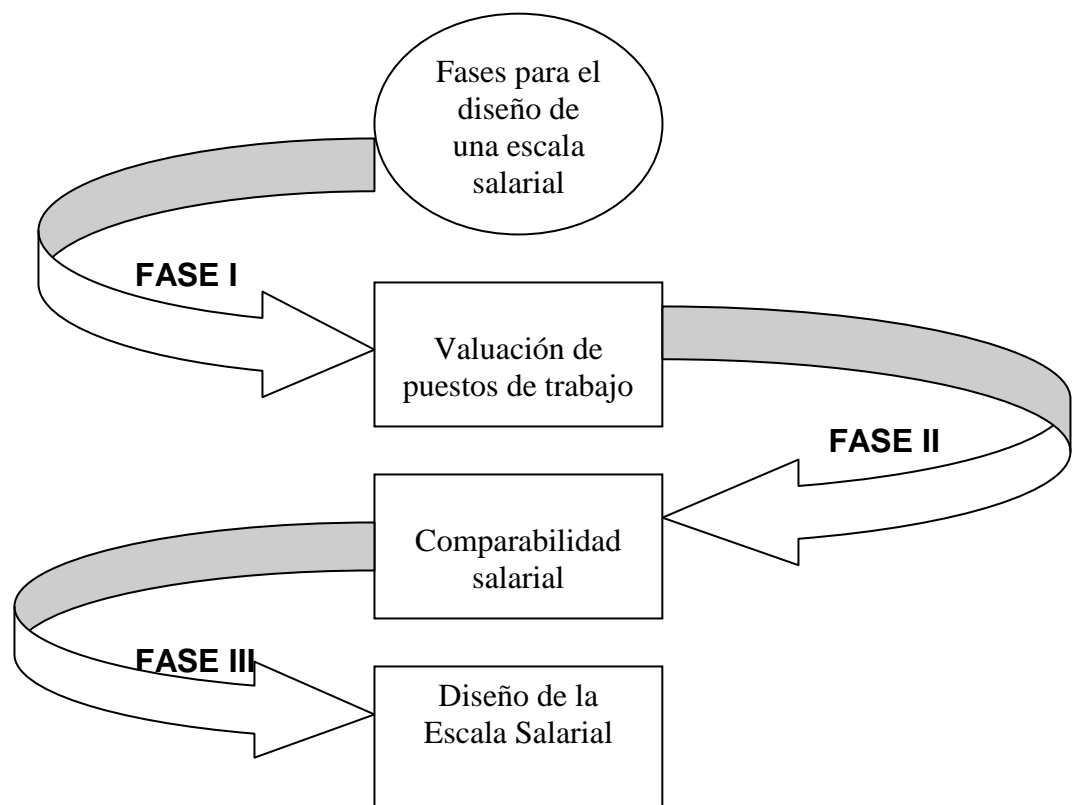 Fases para el
diseño de
una escala
salarial
FASE I
Valuación de
puestos de trabajo
FASE II
Comparabilidad
salarial
FASE III
Diseño de la
Escala Salarial